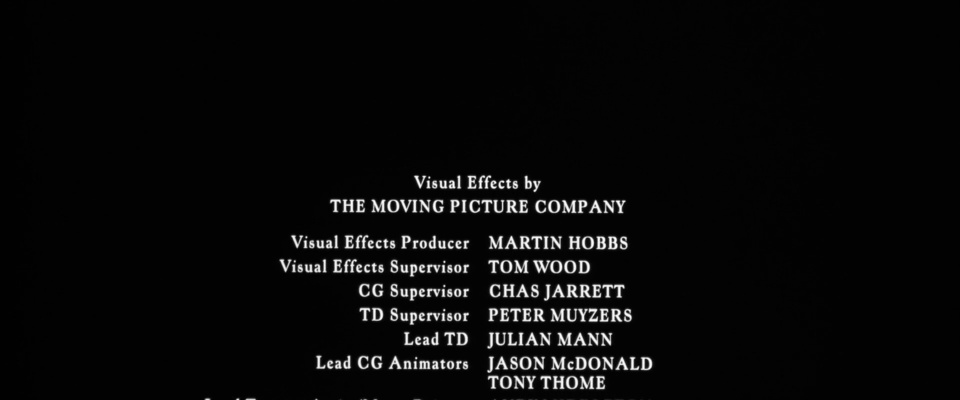 Visual Effects by
THE MOVING PICTURE COMPANY
Visual Effects Producer MARTIN HOBBS
Visual Effects Supervisor TOM WOOD
CG Supervisor CHAS JARRETT
TD Supervisor PETER MUYZERS
Lead TD JULIAN MANN
Lead CG Animators JASON McDONALD
TONY THOME